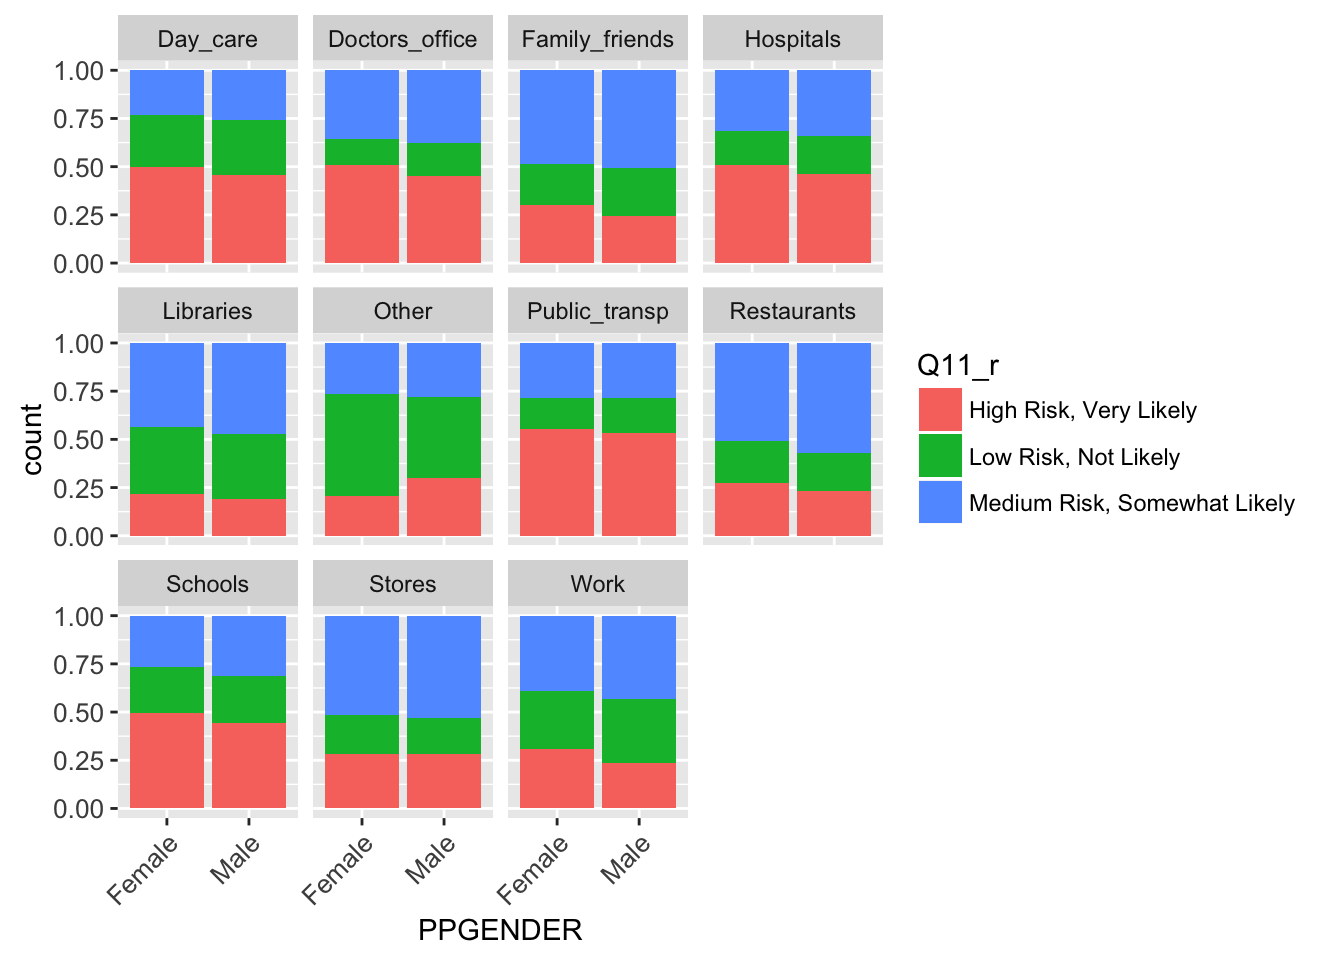 Day_care Doctors_office Family_friends Hospitals
1.00
0.75
0.50
0.25
0.00
Libraries Other Public_transp Restaurants
1.00
0.75
0.50
0.25
0.00
count
Schools Stores Work
1.00
0.75
0.50
0.25
0.00
Female Male Female Male Female Male
PPGENDER
Q11_r
High Risk, Very Likely
Low Risk, Not Likely
Medium Risk, Somewhat Likely